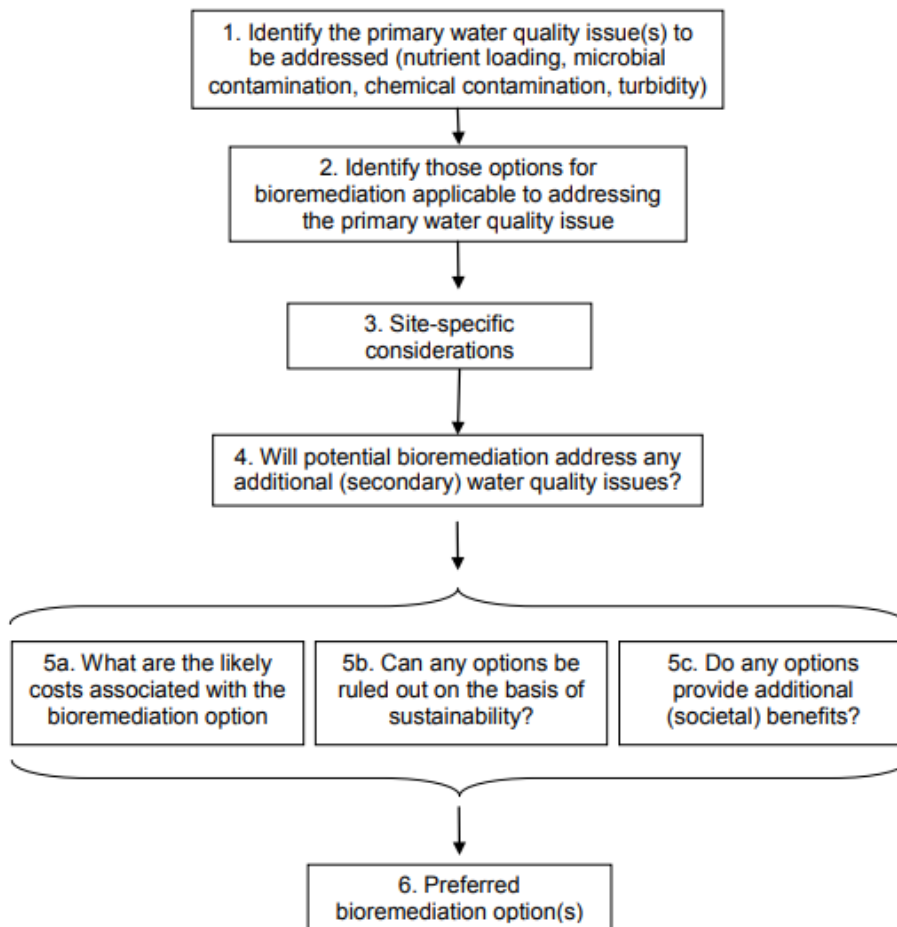 1. Identify the primary water quality issue(s) to
be addressed (nutrient loading, microbial
contamination, chemical contamination, turbidity)
2. Identify those options for
bioremediation applicable to addressing
the primary water quality issue
3. Site-specific
considerations
4. Will potential bioremediation address any
additional (secondary) water quality issues?
5a. What are the likely
costs associated with the
bioremediation option
5b. Can any options be
ruled out on the basis of
sustainability?
5c. Do any options
provide additional
(societal) benefits?
6. Preferred
bioremediation option(s)